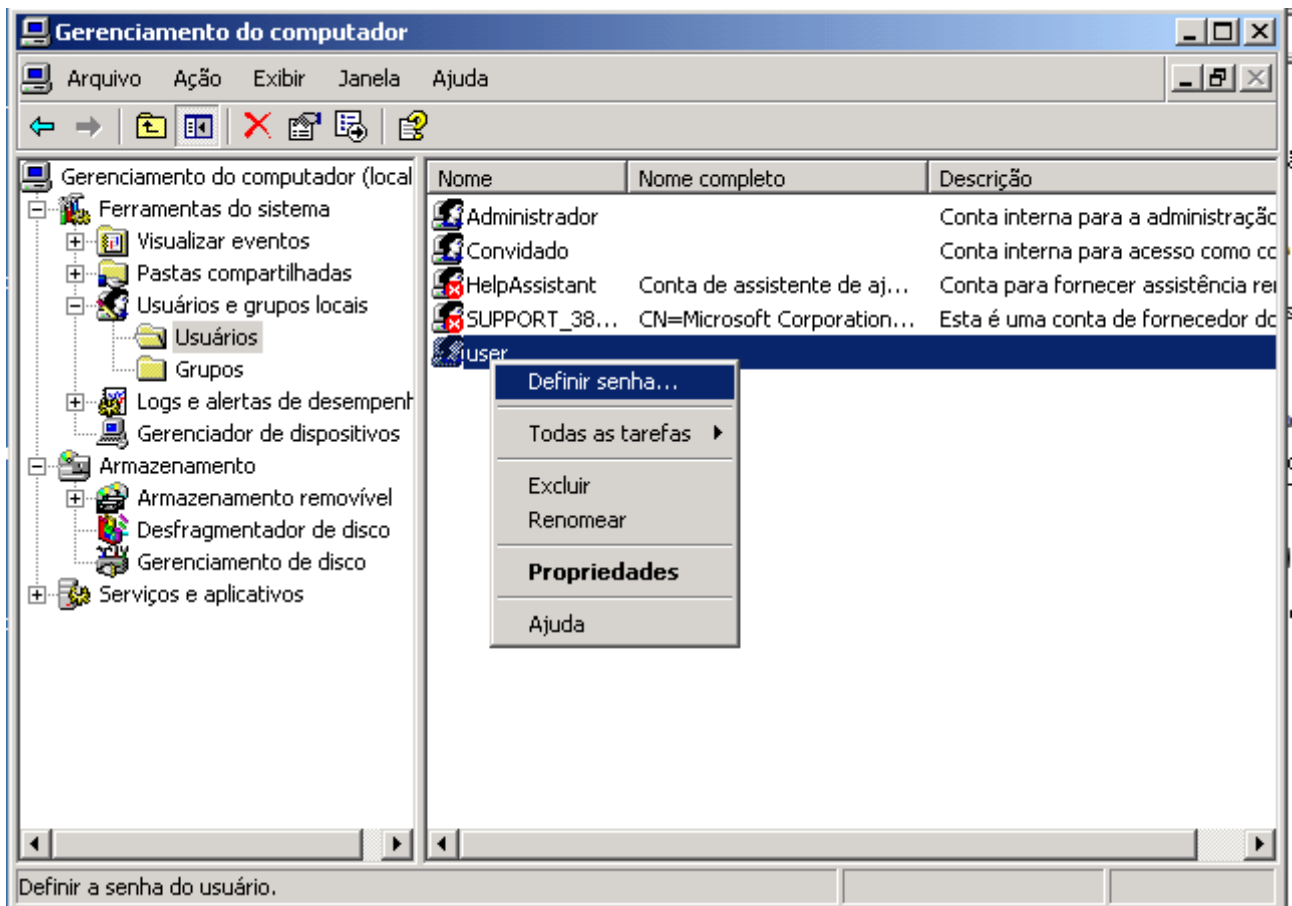 Gerenciamento do computador
Arquivo Ação Exibir Janela Ajuda
Gerenciamento do computador (local
Ferramentas do sistema
Visualizar eventos
Pastas compartilhadas
Usuários e grupos locais
Usuários
Grupos
Logs e alertas de desempenh
Gerenciador de dispositivos
Armazenamento
Armazenamento removível
Desfragmentador de disco
Gerenciamento de disco
Serviços e aplicativos
Nome Nome completo Descrição
Administrador Conta interna para a administração
Convidado Conta interna para acesso como co
HelpAssistant Conta de assistente de aj... Conta para fornecer assistência rei
SUPPORT_38... CN=Microsoft Corporation... Esta é uma conta de fornecedor do
user
Definir senha...
Todas as tarefas
Excluir
Renomear
Propriedades
Ajuda
Definir a senha do usuário.